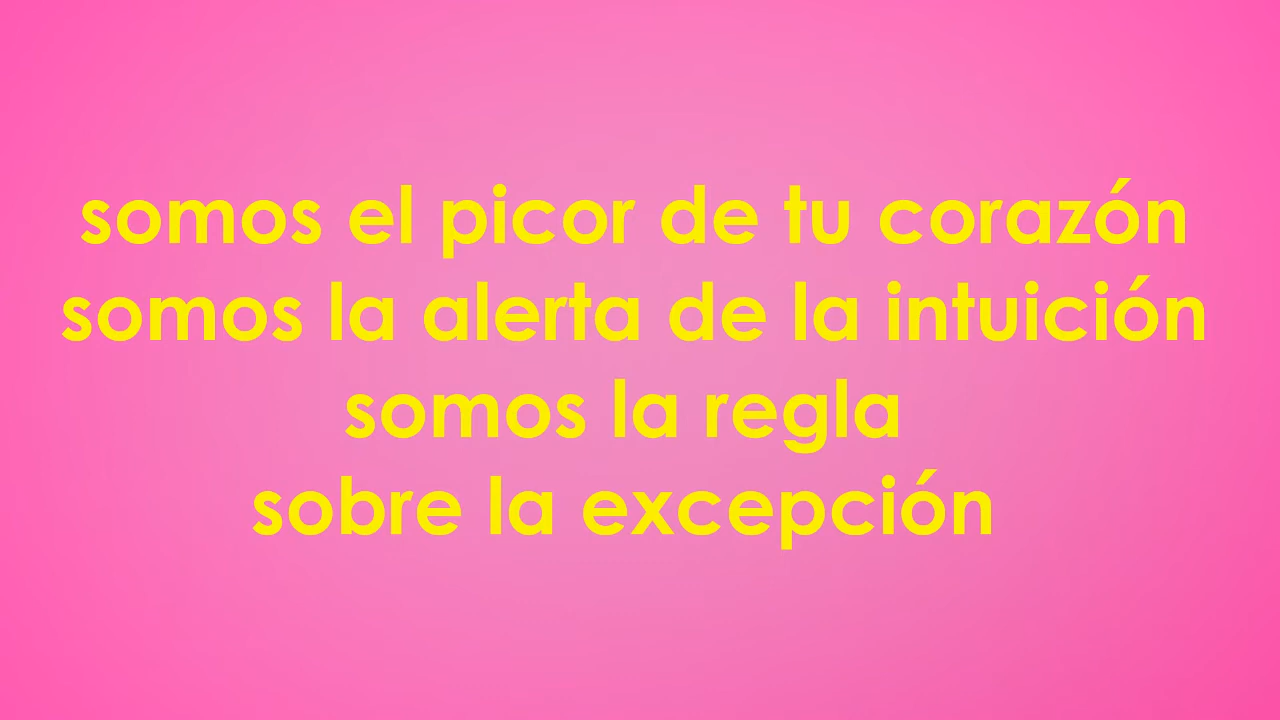 somos el picor de tu corazón
somos la alerta de la intuición
somos la regla
sobre la excepción